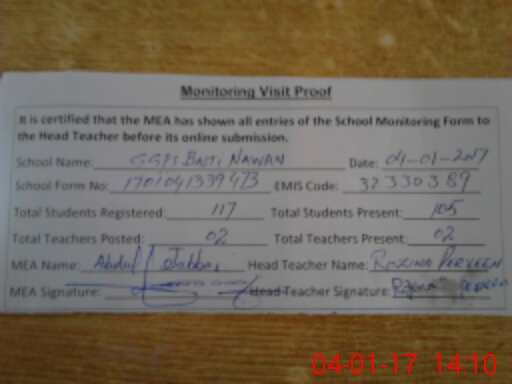 Monitoring Visit Proof
It is certified that the MEA has shown all entries of the School Monitoring Form to
the Head Teacher before its online submission.
School Name: GGPS BASTI NAWAN Date: 04-01-2017
School Form No: 1701041339473 EMIS Code: 32330389
Total Students Registered: 117 Total Students Present: 105
Total Teachers Posted: 02 Total Teachers Present: 02
MEA Name: Abdul Jabbar Head Teacher Name: ROZINA PERVEEN
MEA Signature: Head Teacher Signature:
04-01-17 14:10